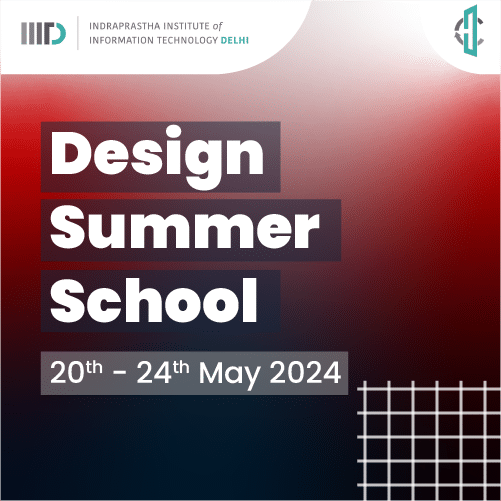 IIITD
INDRAPRASTHA INSTITUTE of
INFORMATION TECHNOLOGY DELHI
Design
Summer
School
20th - 24th May 2024